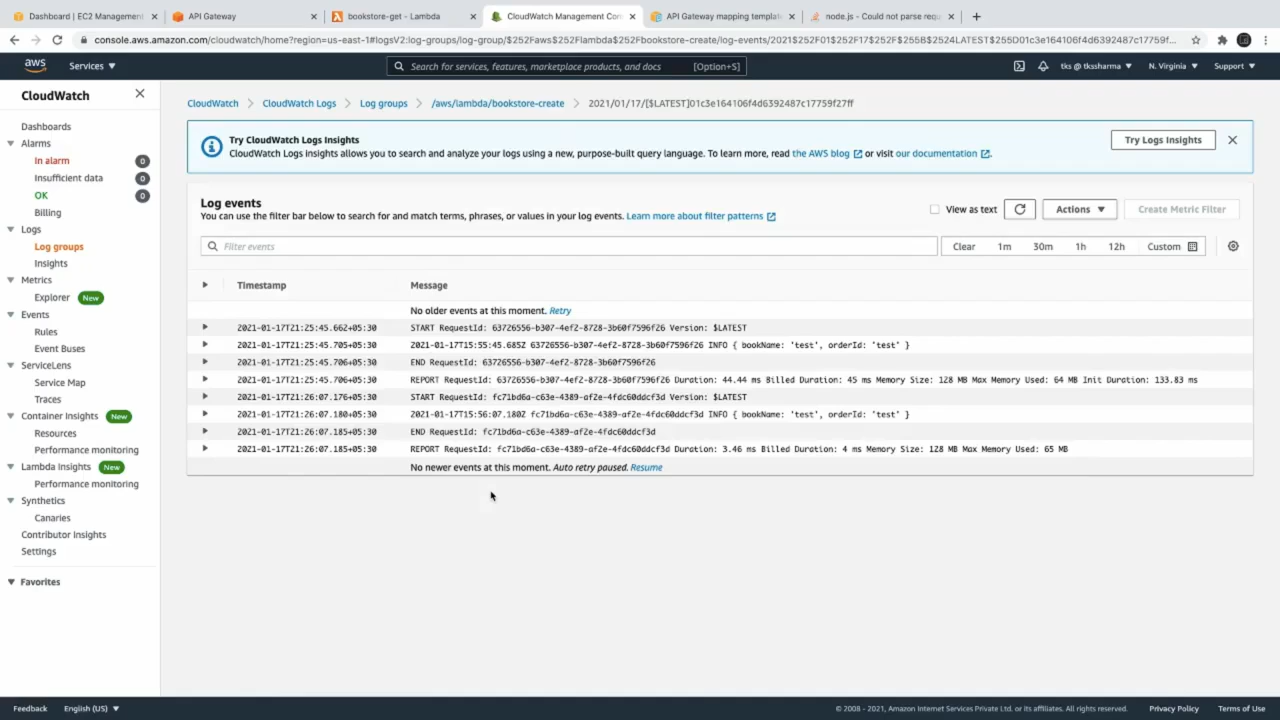 Dashboard | EC2 Management
API Gateway
bookstore-get - Lambda
CloudWatch Management Con
API Gateway mapping templat
node.js - Could not parse requ
console.aws.amazon.com/cloudwatch/home?region=us-east-1#logsV2:log-groups/log-group/$252Faws$252Flambda$252Fbookstore-create/log-events/2021$252F01$252F17$252F$255B$2524LATEST$255D01c3e164106f4d6392487c17759f...
aws
Services
Search for services, features, marketplace products, and docs
[Option+S]
tks @ tkssharma
N. Virginia
Support
CloudWatch
Dashboards
Alarms
In alarm 0
Insufficient data 0
OK 0
Billing
Logs
Log groups
Insights
Metrics
Explorer New
Events
Rules
Event Buses
ServiceLens
Service Map
Traces
Container Insights New
Resources
Performance monitoring
Lambda Insights New
Performance monitoring
Synthetics
Canaries
Contributor Insights
Settings
Favorites
CloudWatch > CloudWatch Logs > Log groups > /aws/lambda/bookstore-create > 2021/01/17/[$LATEST]01c3e164106f4d6392487c17759f27ff
Try CloudWatch Logs Insights
CloudWatch Logs Insights allows you to search and analyze your logs using a new, purpose-built query language. To learn more, read the AWS blog or visit our documentation .
Try Logs Insights
Log events
You can use the filter bar below to search for and match terms, phrases, or values in your log events. Learn more about filter patterns
View as text
Actions
Create Metric Filter
Filter events
Clear 1m 30m 1h 12h Custom
Timestamp Message
No older events at this moment. Retry
2021-01-17T21:25:45.662+05:30 START RequestId: 63726556-b307-4ef2-8728-3b60f7596f26 Version: $LATEST
2021-01-17T21:25:45.705+05:30 2021-01-17T15:55:45.685Z 63726556-b307-4ef2-8728-3b60f7596f26 INFO { bookName: 'test', orderId: 'test' }
2021-01-17T21:25:45.706+05:30 END RequestId: 63726556-b307-4ef2-8728-3b60f7596f26
2021-01-17T21:25:45.706+05:30 REPORT RequestId: 63726556-b307-4ef2-8728-3b60f7596f26 Duration: 44.44 ms Billed Duration: 45 ms Memory Size: 128 MB Max Memory Used: 64 MB Init Duration: 133.83 ms
2021-01-17T21:26:07.176+05:30 START RequestId: fc71bd6a-c63e-4389-af2e-4fdc60ddcf3d Version: $LATEST
2021-01-17T21:26:07.180+05:30 2021-01-17T15:56:07.180Z fc71bd6a-c63e-4389-af2e-4fdc60ddcf3d INFO { bookName: 'test', orderId: 'test' }
2021-01-17T21:26:07.185+05:30 END RequestId: fc71bd6a-c63e-4389-af2e-4fdc60ddcf3d
2021-01-17T21:26:07.185+05:30 REPORT RequestId: fc71bd6a-c63e-4389-af2e-4fdc60ddcf3d Duration: 3.46 ms Billed Duration: 4 ms Memory Size: 128 MB Max Memory Used: 65 MB
No newer events at this moment. Auto retry paused. Resume
Feedback
English (US)
© 2008 - 2021, Amazon Internet Services Private Ltd. or its affiliates. All rights reserved.
Privacy Policy
Terms of Use